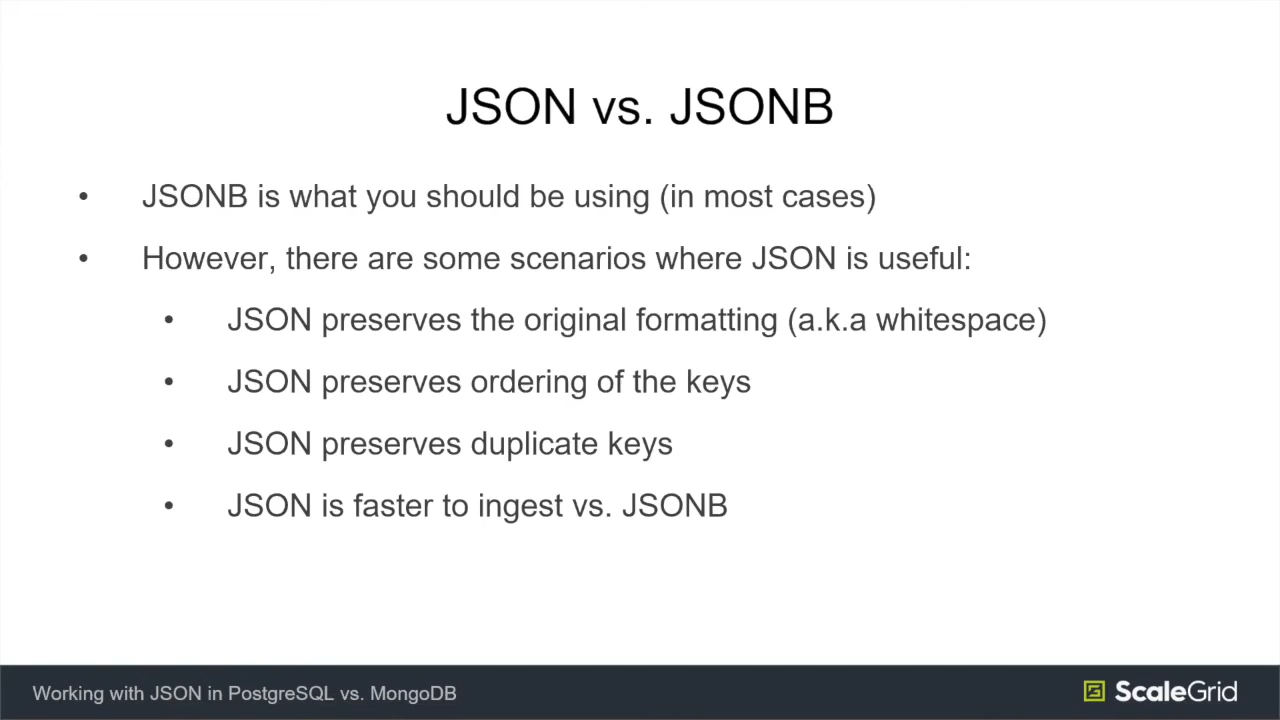 JSON vs. JSONB
• JSONB is what you should be using (in most cases)
• However, there are some scenarios where JSON is useful:
• JSON preserves the original formatting (a.k.a whitespace)
• JSON preserves ordering of the keys
• JSON preserves duplicate keys
• JSON is faster to ingest vs. JSONB
Working with JSON in PostgreSQL vs. MongoDB
ScaleGrid